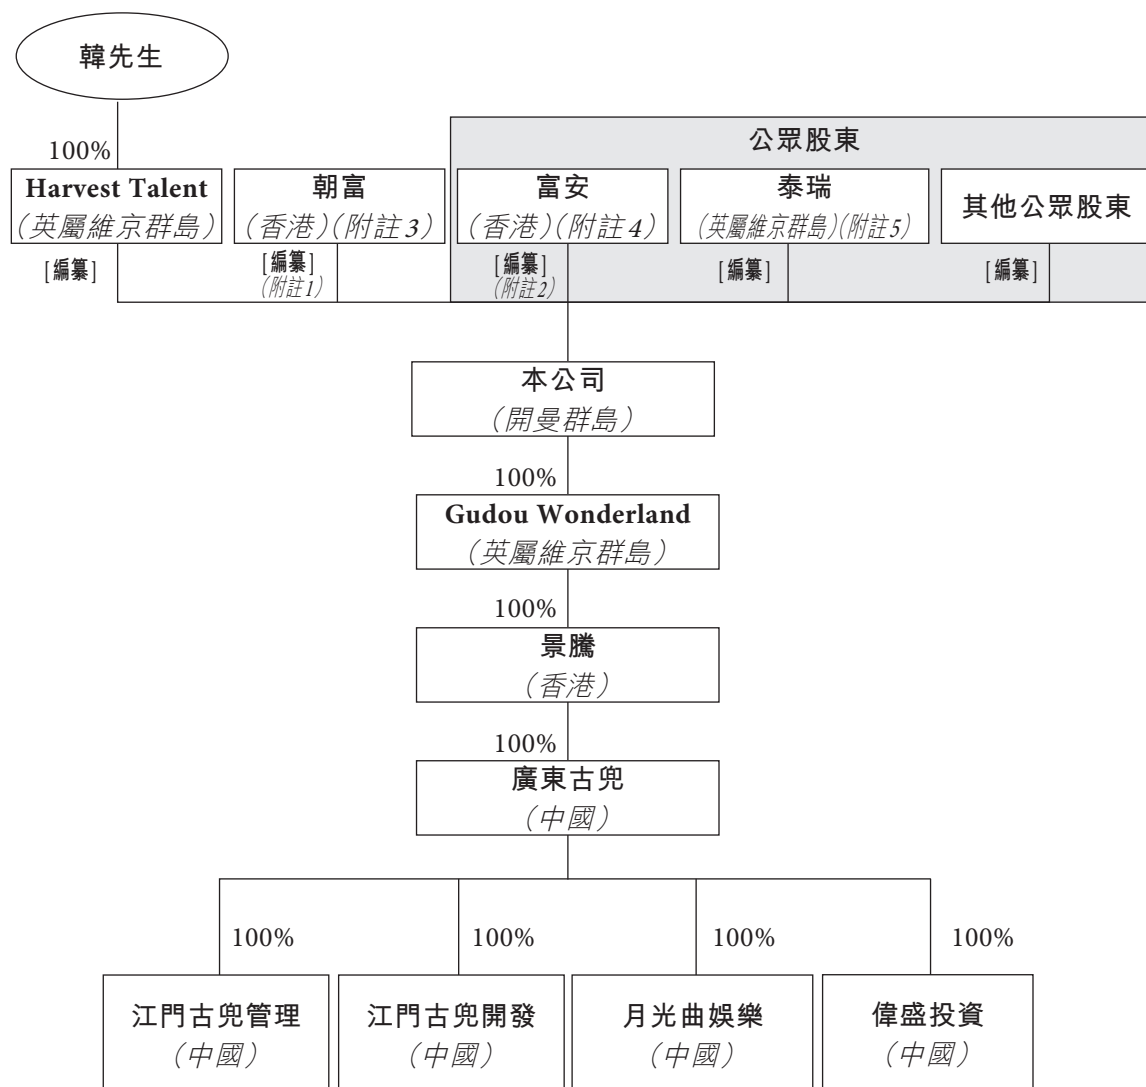 韓先生
公眾股東
100%
Harvest Talent
（英屬維京群島）
朝富
（香港）（附註3）
富安
（香港）（附註4）
泰瑞
（英屬維京群島）（附註5）
其他公眾股東
[編纂]
[編纂]
（附註1）
[編纂]
（附註2）
[編纂]
[編纂]
本公司
（開曼群島）
100%
Gudou Wonderland
（英屬維京群島）
100%
景騰
（香港）
100%
廣東古兜
（中國）
100%
100%
100%
100%
江門古兜管理
（中國）
江門古兜開發
（中國）
月光曲娛樂
（中國）
偉盛投資
（中國）